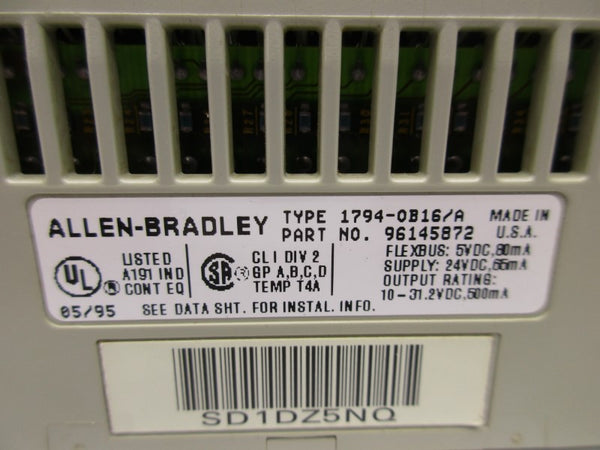 ALLEN-BRADLEY
TYPE 1794-OB16/A
PART NO. 96145872
MADE IN
U.S.A.
UL
LISTED
A191 IND
CONT EQ
CL I DIV 2
GP A,B,C,D
TEMP T4A
FLEXBUS: 5VDC,80mA
SUPPLY: 24VDC,65mA
OUTPUT RATING:
10-31.2VDC,500mA
05/95 SEE DATA SHT. FOR INSTAL. INFO.
SD1DZ5NQ